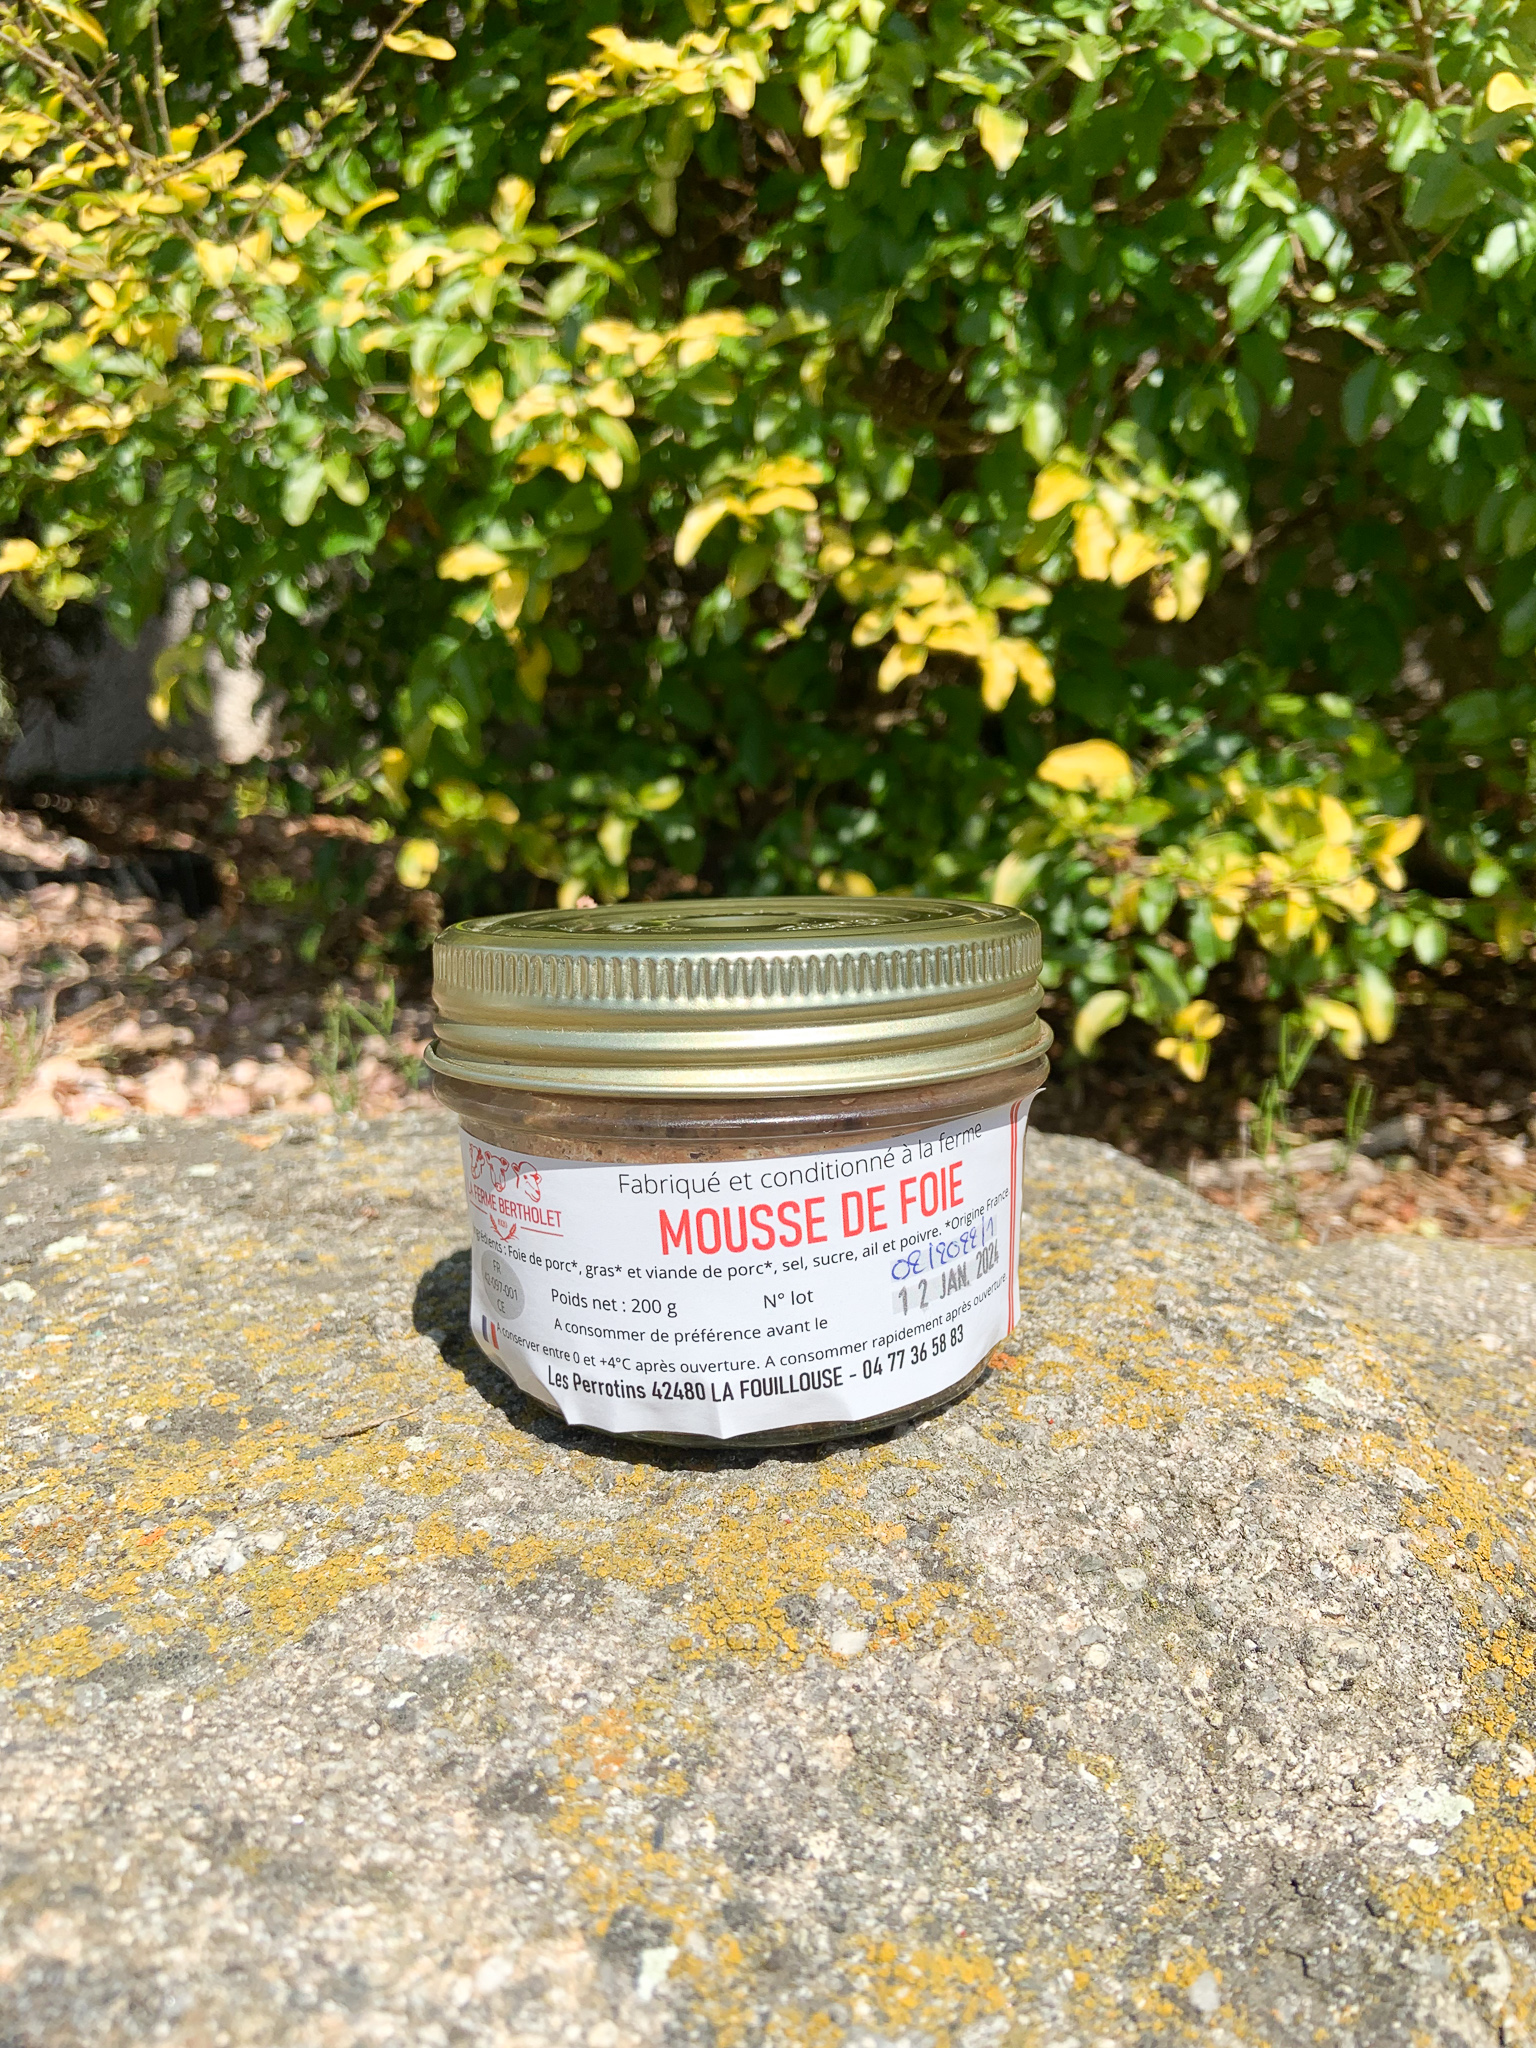 Fabriqué et conditionné à la ferme
MOUSSE DE FOIE
FERME BERTHOLET
: Foie de porc*, gras* et viande de porc*, sel, sucre, ail et poivre. *Origine France
FR
42-097-001
CE
Poids net : 200 g
N° lot
12 JAN. 2024
A consommer de préférence avant le
A conserver entre 0 et +4°C après ouverture. A consommer rapidement après ouverture.
Les Perrotins 42480 LA FOUILLOUSE - 04 77 36 58 83